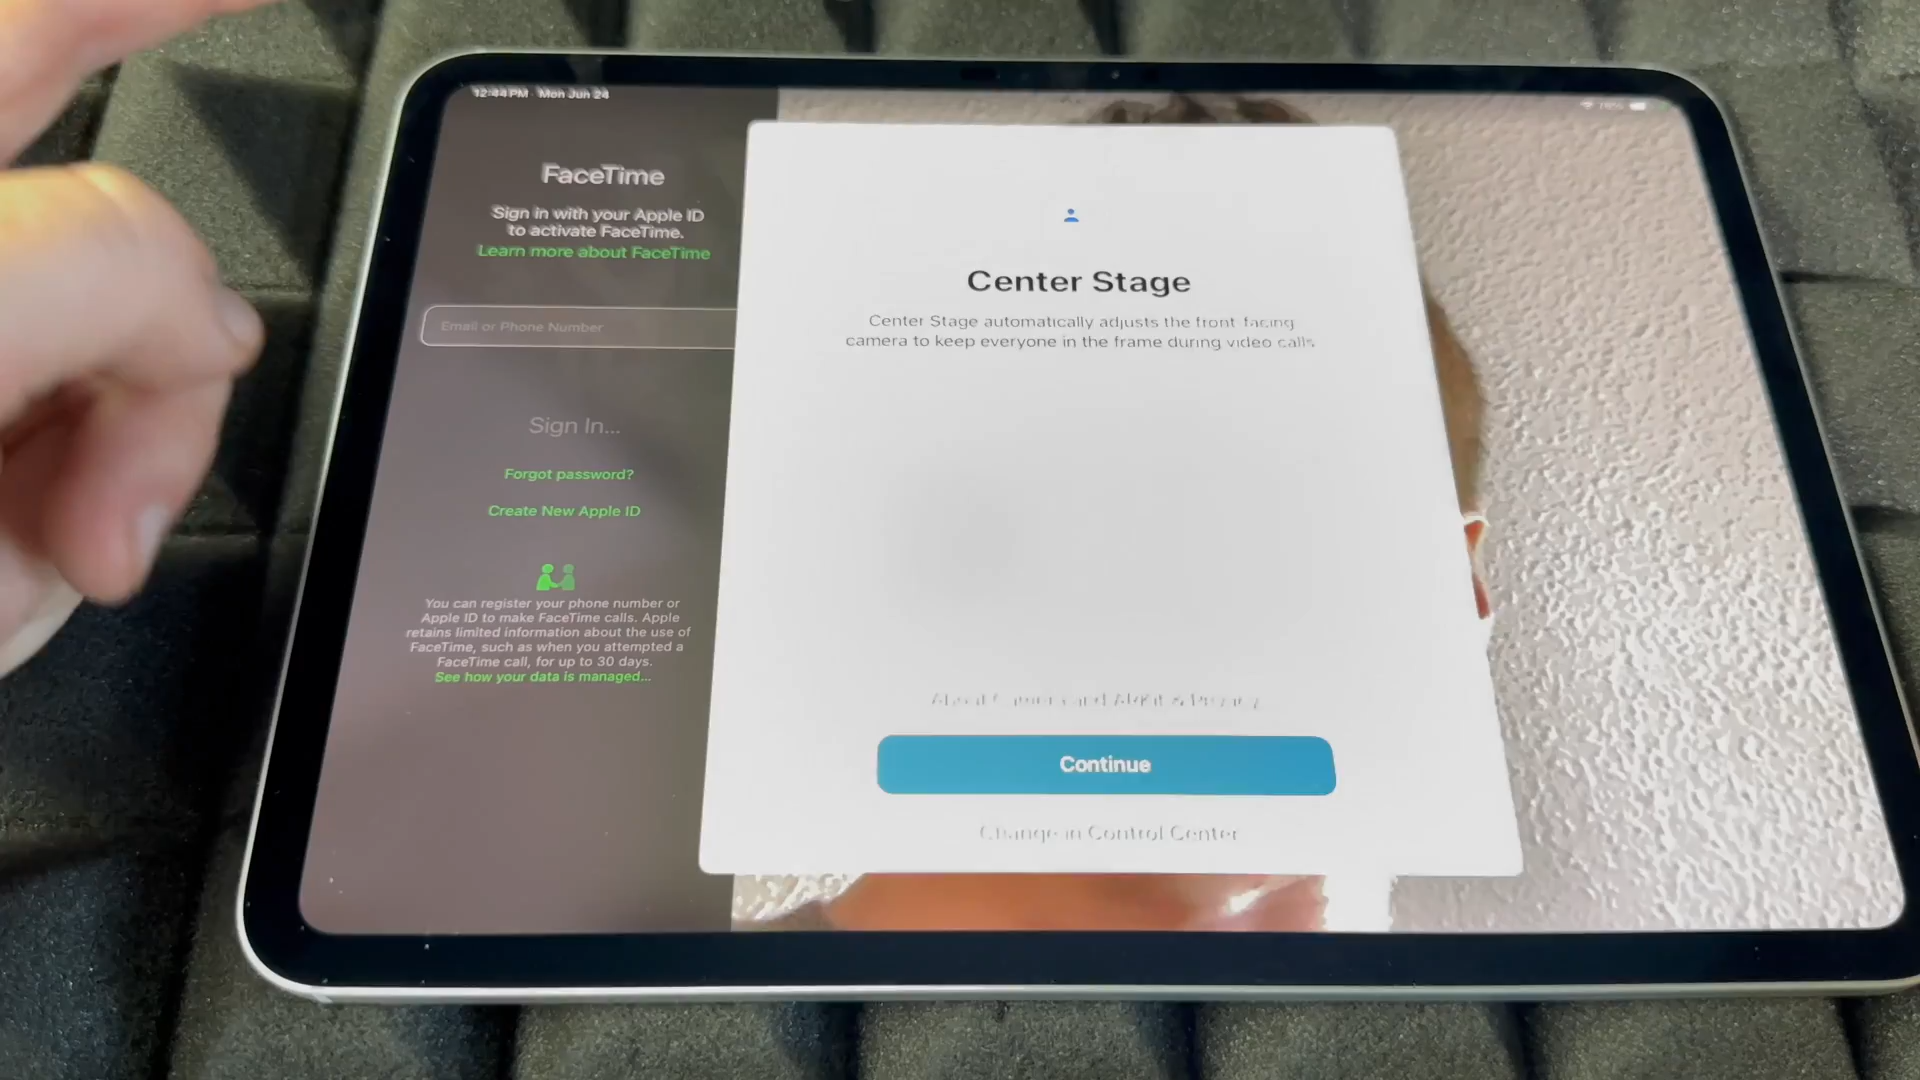 12:44 PM Mon Jun 24
FaceTime
Sign in with your Apple ID
to activate FaceTime.
Learn more about FaceTime
Email or Phone Number
Sign In...
Forgot password?
Create New Apple ID
You can register your phone number or
Apple ID to make FaceTime calls. Apple
retains limited information about the use of
FaceTime, such as when you attempted a
FaceTime call, for up to 30 days.
See how your data is managed...
Center Stage
Center Stage automatically adjusts the front facing
camera to keep everyone in the frame during video calls
About Camera and ARKit & Privacy
Continue
Change in Control Center